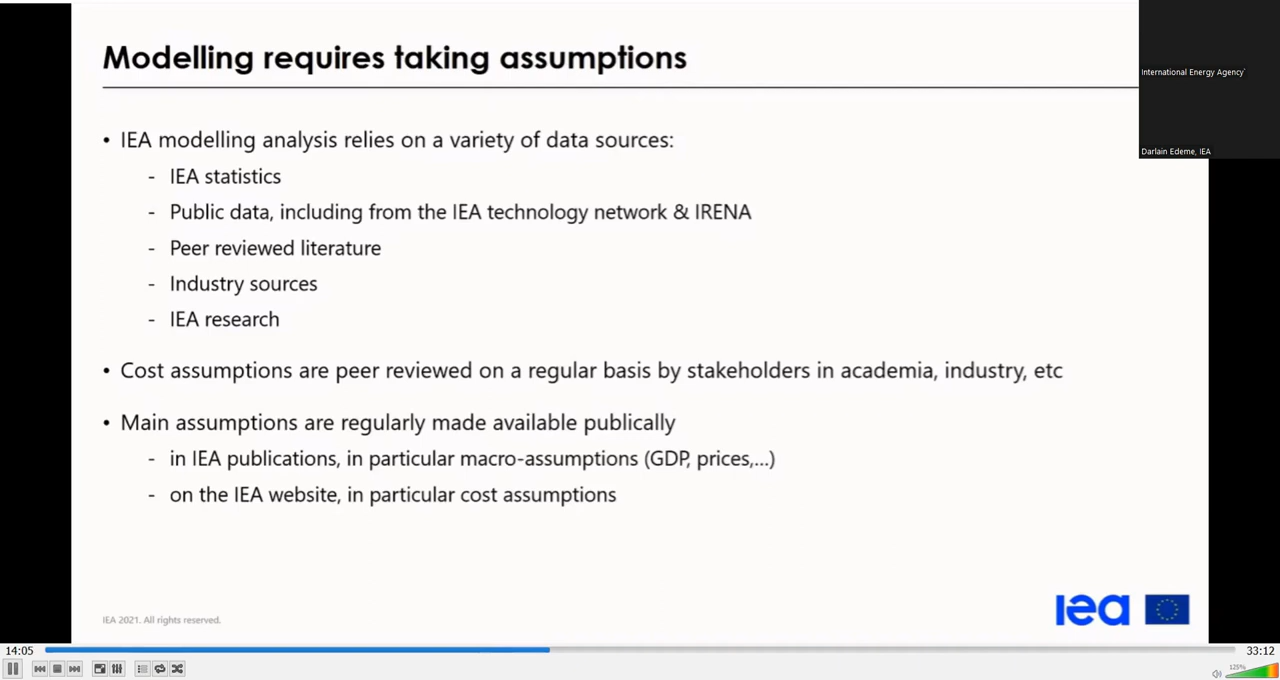 Modelling requires taking assumptions
International Energy Agency'
Darlain Edeme, IEA
• IEA modelling analysis relies on a variety of data sources:
- IEA statistics
- Public data, including from the IEA technology network & IRENA
- Peer reviewed literature
- Industry sources
- IEA research
• Cost assumptions are peer reviewed on a regular basis by stakeholders in academia, industry, etc
• Main assumptions are regularly made available publically
- in IEA publications, in particular macro-assumptions (GDP, prices,...)
- on the IEA website, in particular cost assumptions
IEA 2021. All rights reserved.
iea
14:05
33:12
125%